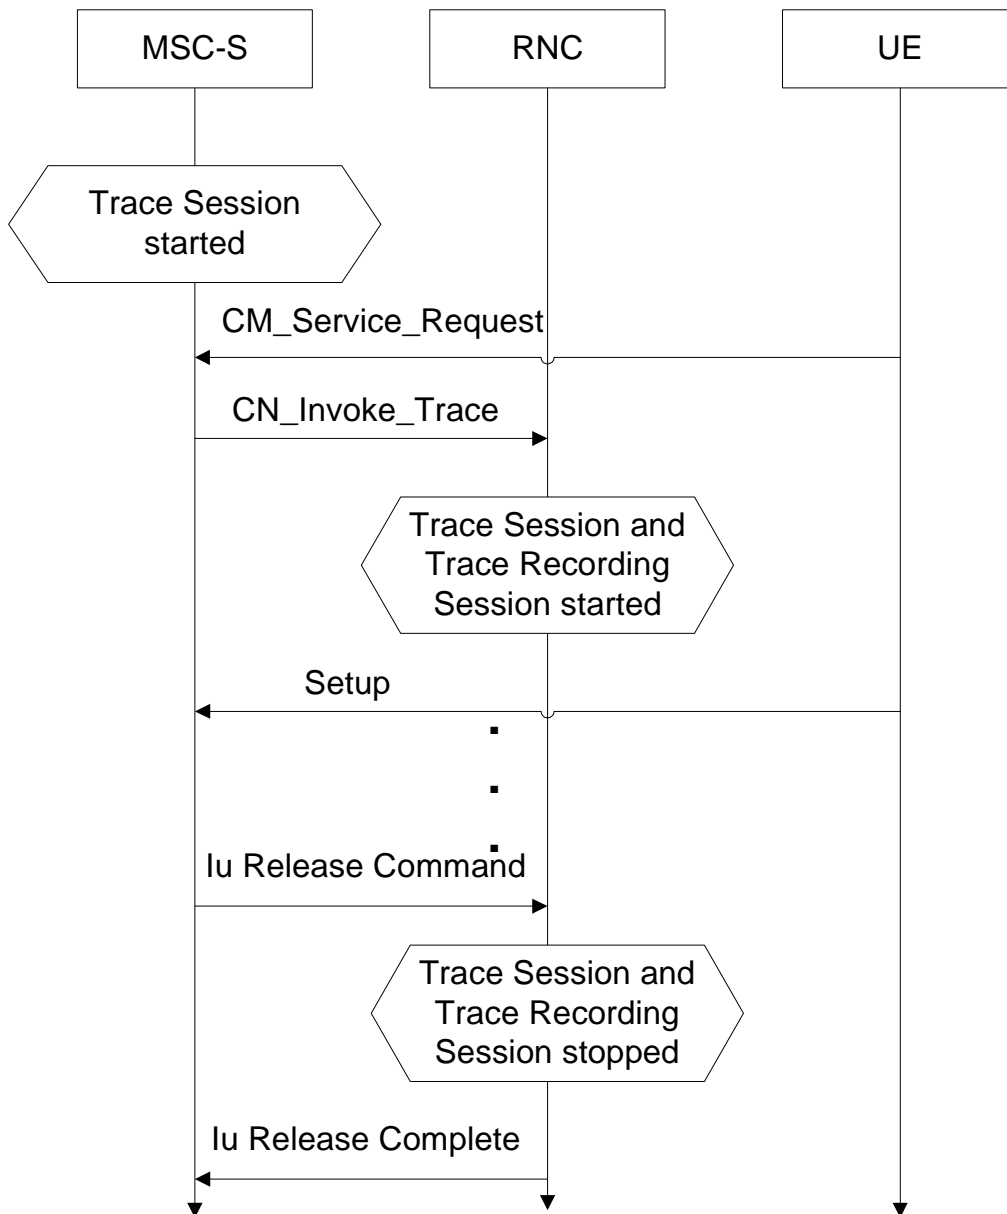 MSC-S
RNC
UE
Trace Session
started
CM_Service_Request
CN_Invoke_Trace
Trace Session and
Trace Recording
Session started
Setup
Iu Release Command
Trace Session and
Trace Recording
Session stopped
Iu Release Complete